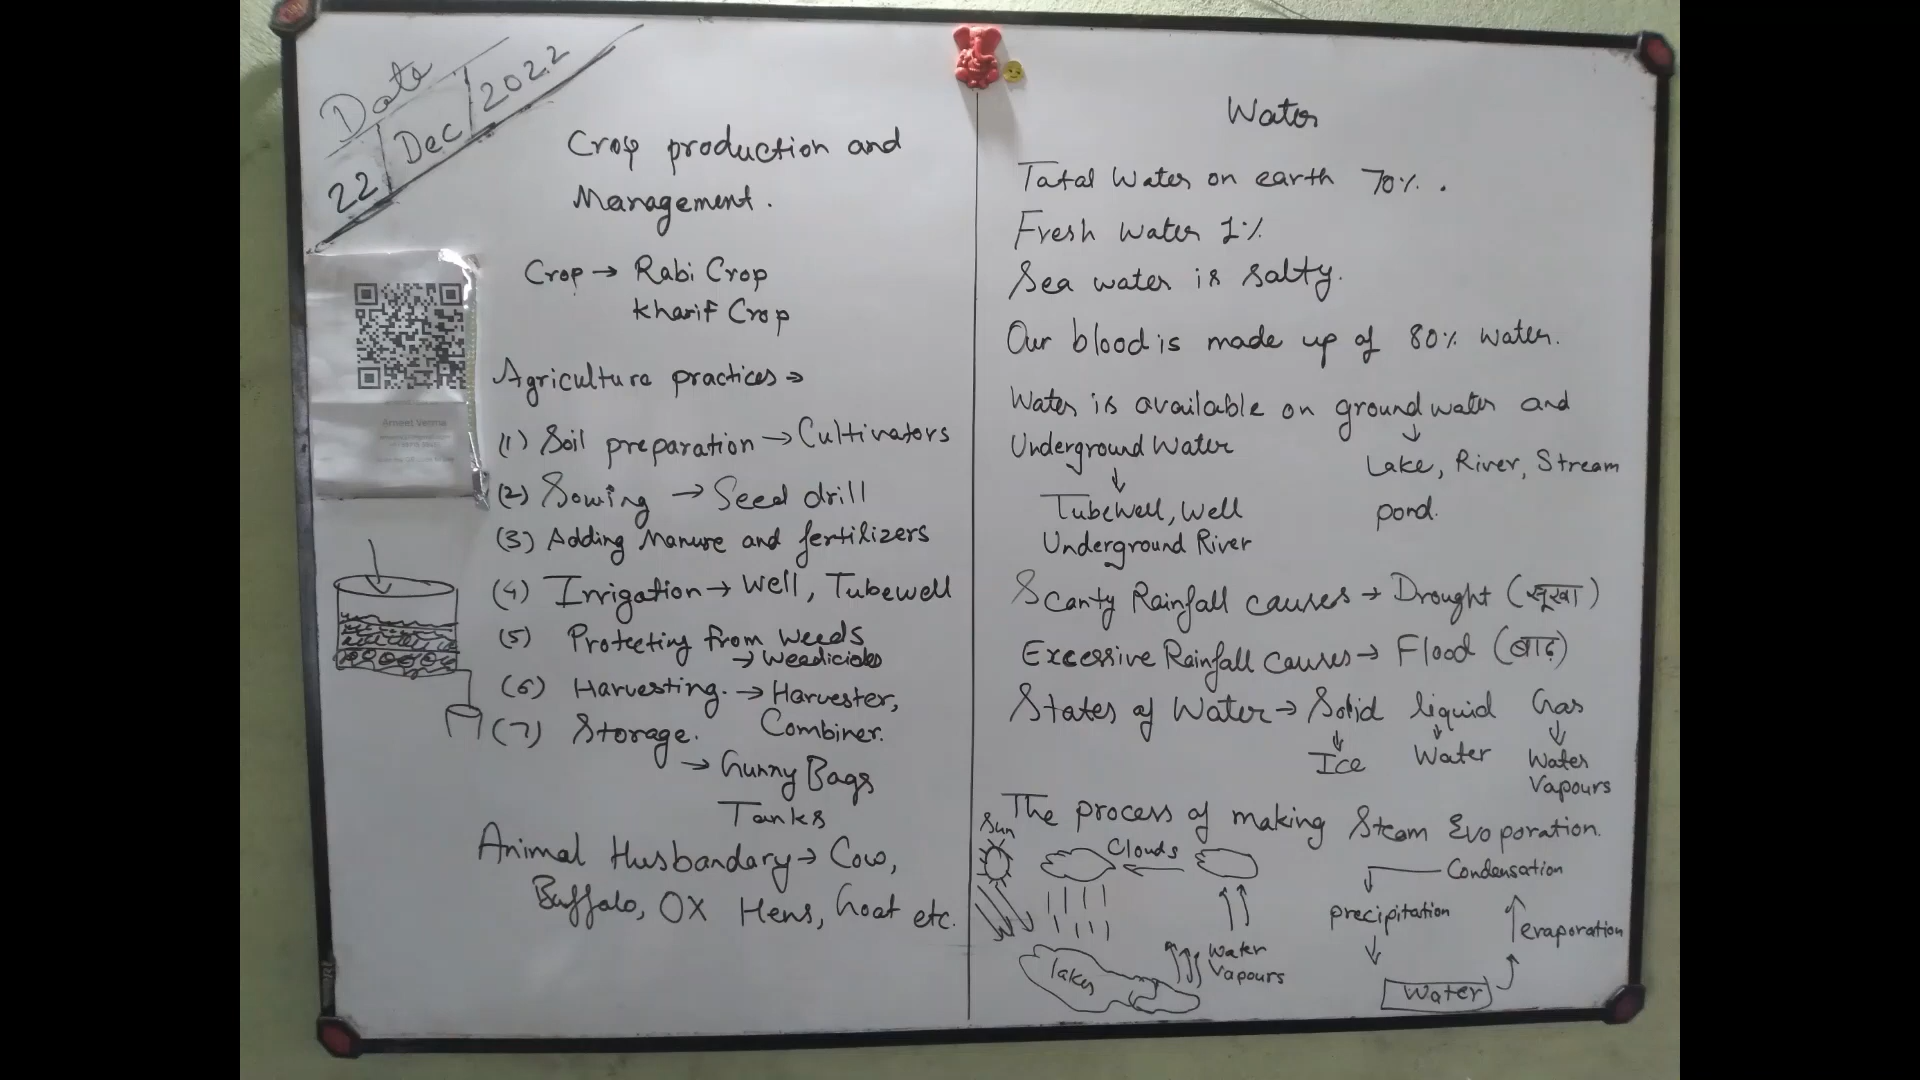 Date
22/Dec/2022
Crop production and
Management.
Crop → Rabi Crop
Kharif Crop
Agriculture practices →
Ameet Verma
(1) Soil preparation → Cultivators
(2) Sowing → Seed drill
(3) Adding Manure and fertilizers
(4) Irrigation → Well, Tubewell
(5) Protecting from weeds
→ Weedicides
(6) Harvesting. → Harvester,
Combiner.
(7) Storage.
→ Gunny Bags
Tanks
Animal Husbandary → Cow,
Buffalo, OX Hens, Goat etc.
Water
Tatal Water on earth 70%.
Fresh water 1%
Sea water is salty.
Our blood is made up of 80% water.
Water is available on ground water and
Underground Water
Lake, River, Stream
pond.
Tubewell, Well
Underground River
Scanty Rainfall causes → Drought (सूखा)
Excessive Rainfall causes → Flood (बाढ़)
States of Water → Solid liquid Gas
Ice Water Water
Vapours
The process of making Steam Evoporation.
Sun
Clouds
Water
Vapours
lakes
Condensation
precipitation
evaporation
Water